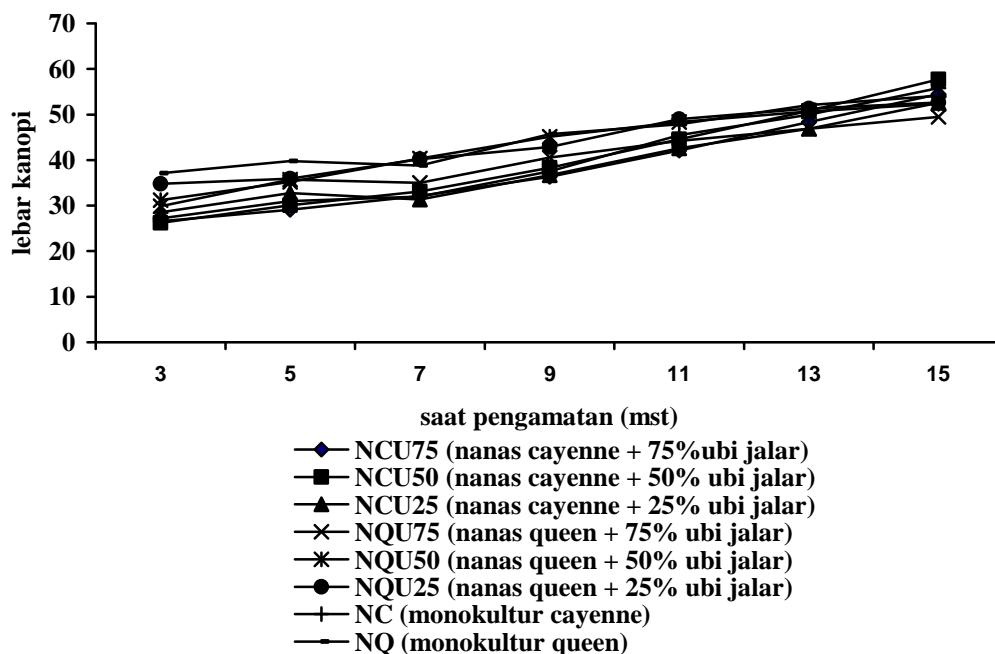 70
60
50
40
30
20
10
0
lebar kanopi
3 5 7 9 11 13 15
saat pengamatan (mst)
NCU75 (nanas cayenne + 75%ubi jalar)
NCU50 (nanas cayenne + 50% ubi jalar)
NCU25 (nanas cayenne + 25% ubi jalar)
NQU75 (nanas queen + 75% ubi jalar)
NQU50 (nanas queen + 50% ubi jalar)
NQU25 (nanas queen + 25% ubi jalar)
NC (monokultur cayenne)
NQ (monokultur queen)